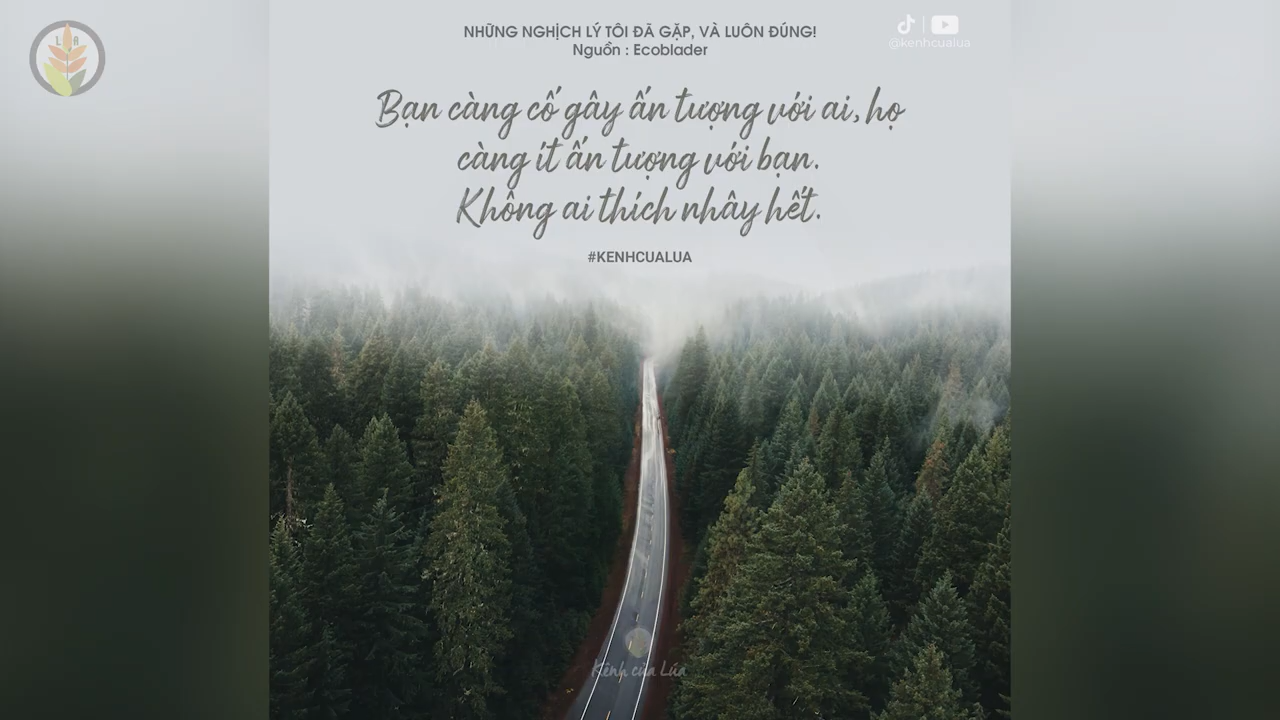 L A
NHỮNG NGHỊCH LÝ TÔI ĐÃ GẶP, VÀ LUÔN ĐÚNG!
Nguồn : Ecoblader
@kenhcualua
Bạn càng cố gây ấn tượng với ai, họ
càng ít ấn tượng với bạn.
Không ai thích nhây hết.
#KENHCUALUA
Kênh của Lúa